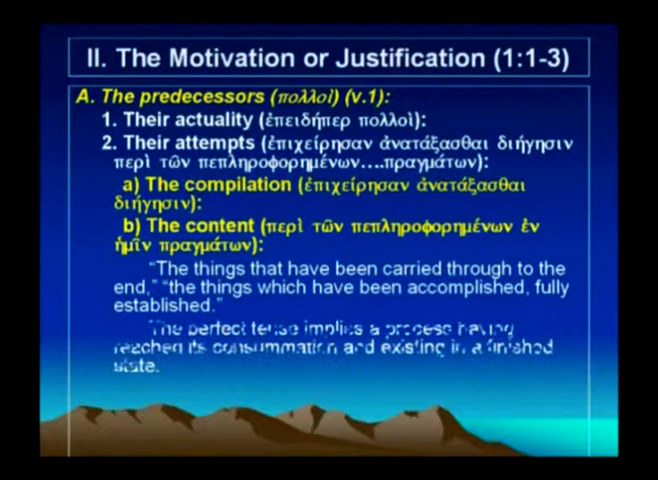 II. The Motivation or Justification (1:1-3)
A. The predecessors (πολλοὶ) (v.1):
1. Their actuality (ἐπειδήπερ πολλοὶ):
2. Their attempts (ἐπιχείρησαν ἀνατάξασθαι διήγησιν
περὶ τῶν πεπληροφορημένων....πραγμάτων):
a) The compilation (ἐπιχείρησαν ἀνατάξασθαι
διήγησιν):
b) The content (περὶ τῶν πεπληροφορημένων ἐν
ἡμῖν πραγμάτων):
“The things that have been carried through to the
end,” “the things which have been accomplished, fully
established.”
The perfect tense implies a process having
reached its consummation and existing in a finished
state.